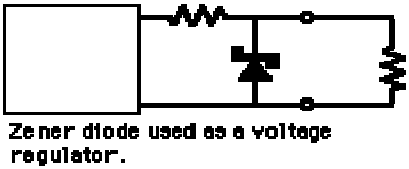 Zener diode used as a voltage
regulator.